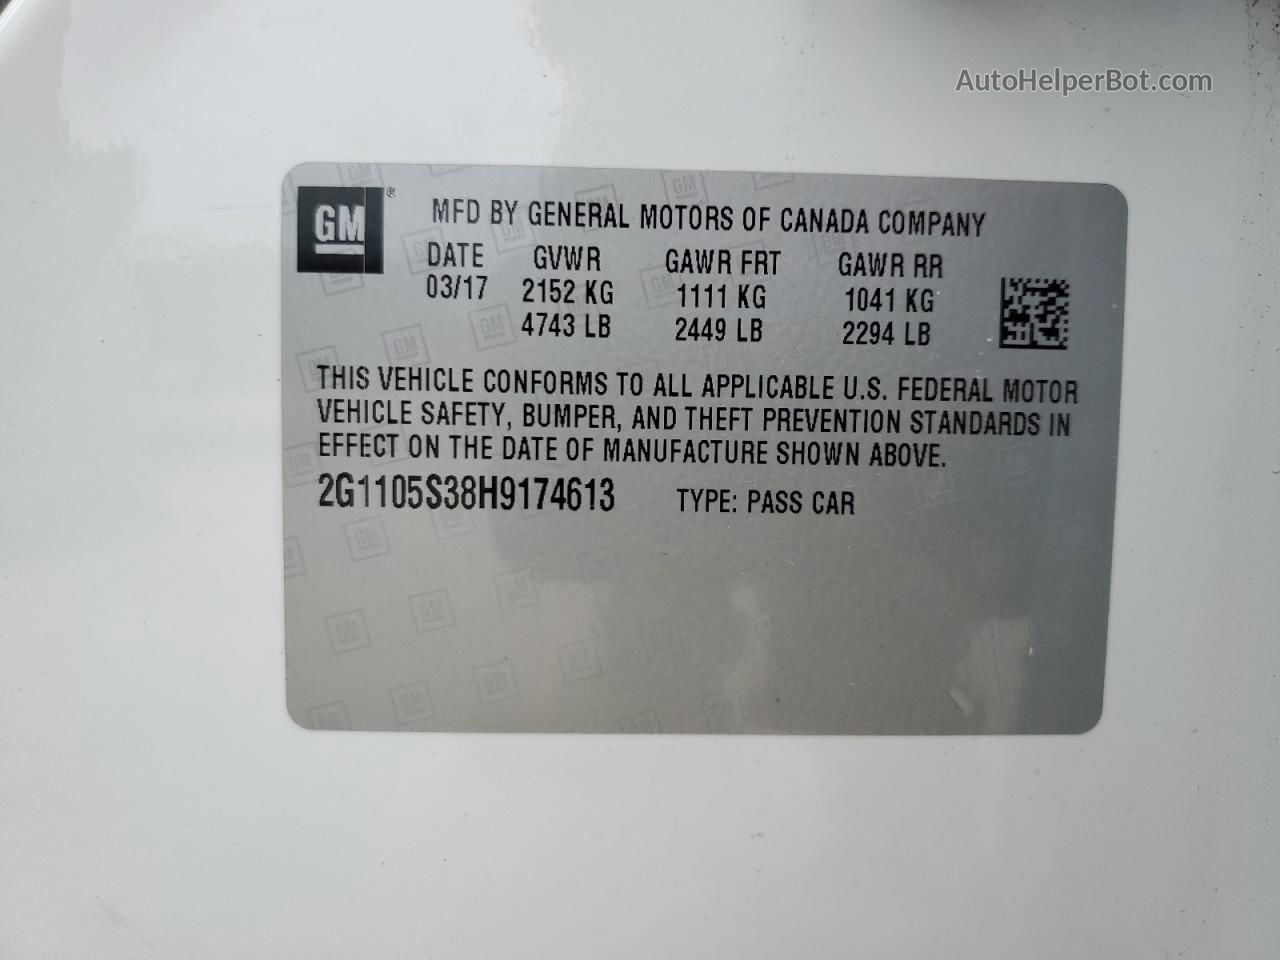 AutoHelperBot.com
GM ®
MFD BY GENERAL MOTORS OF CANADA COMPANY
DATE GVWR GAWR FRT GAWR RR
03/17 2152 KG 1111 KG 1041 KG
4743 LB 2449 LB 2294 LB
THIS VEHICLE CONFORMS TO ALL APPLICABLE U.S. FEDERAL MOTOR
VEHICLE SAFETY, BUMPER, AND THEFT PREVENTION STANDARDS IN
EFFECT ON THE DATE OF MANUFACTURE SHOWN ABOVE.
2G1105S38H9174613 TYPE: PASS CAR